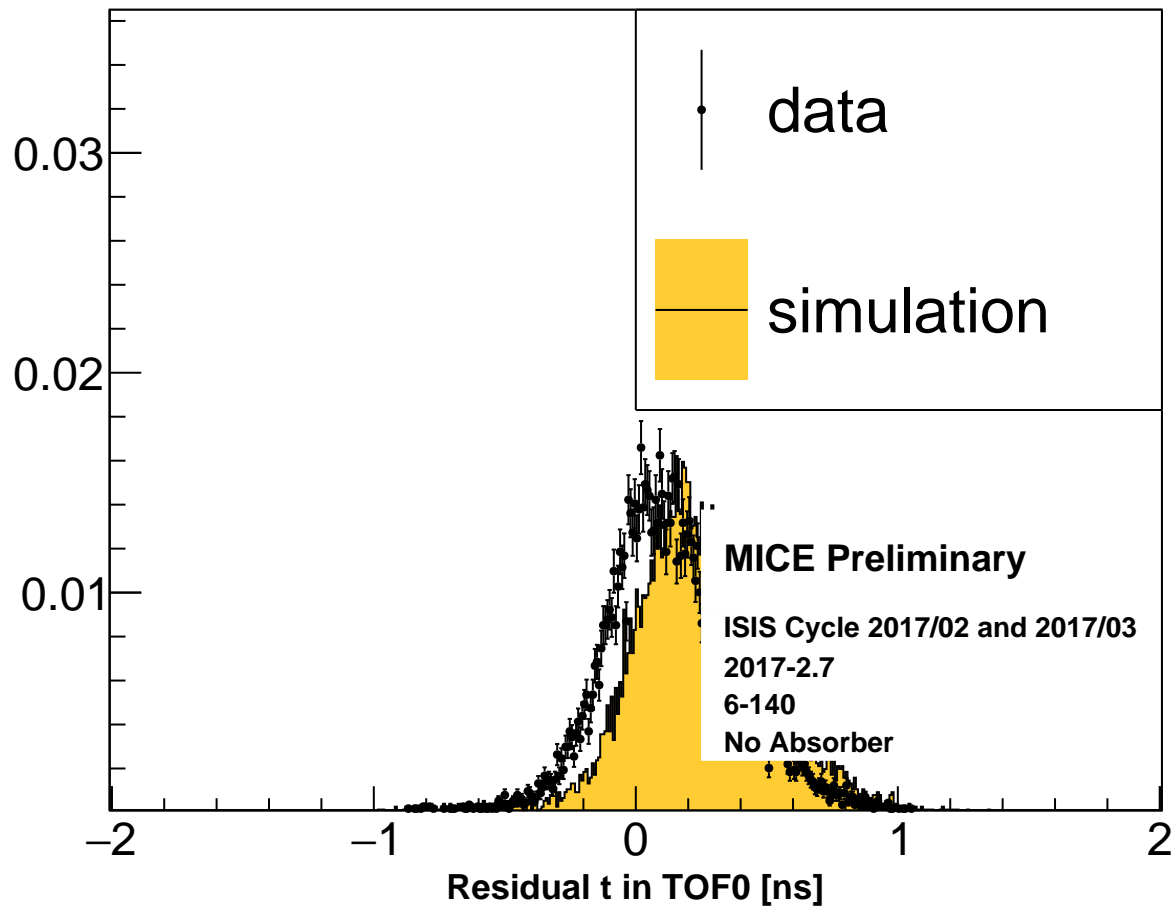 data
simulation
0.03
0.02
0.01
MICE Preliminary
ISIS Cycle 2017/02 and 2017/03
2017-2.7
6-140
No Absorber
−2 −1 0 1 2
Residual t in TOF0 [ns]